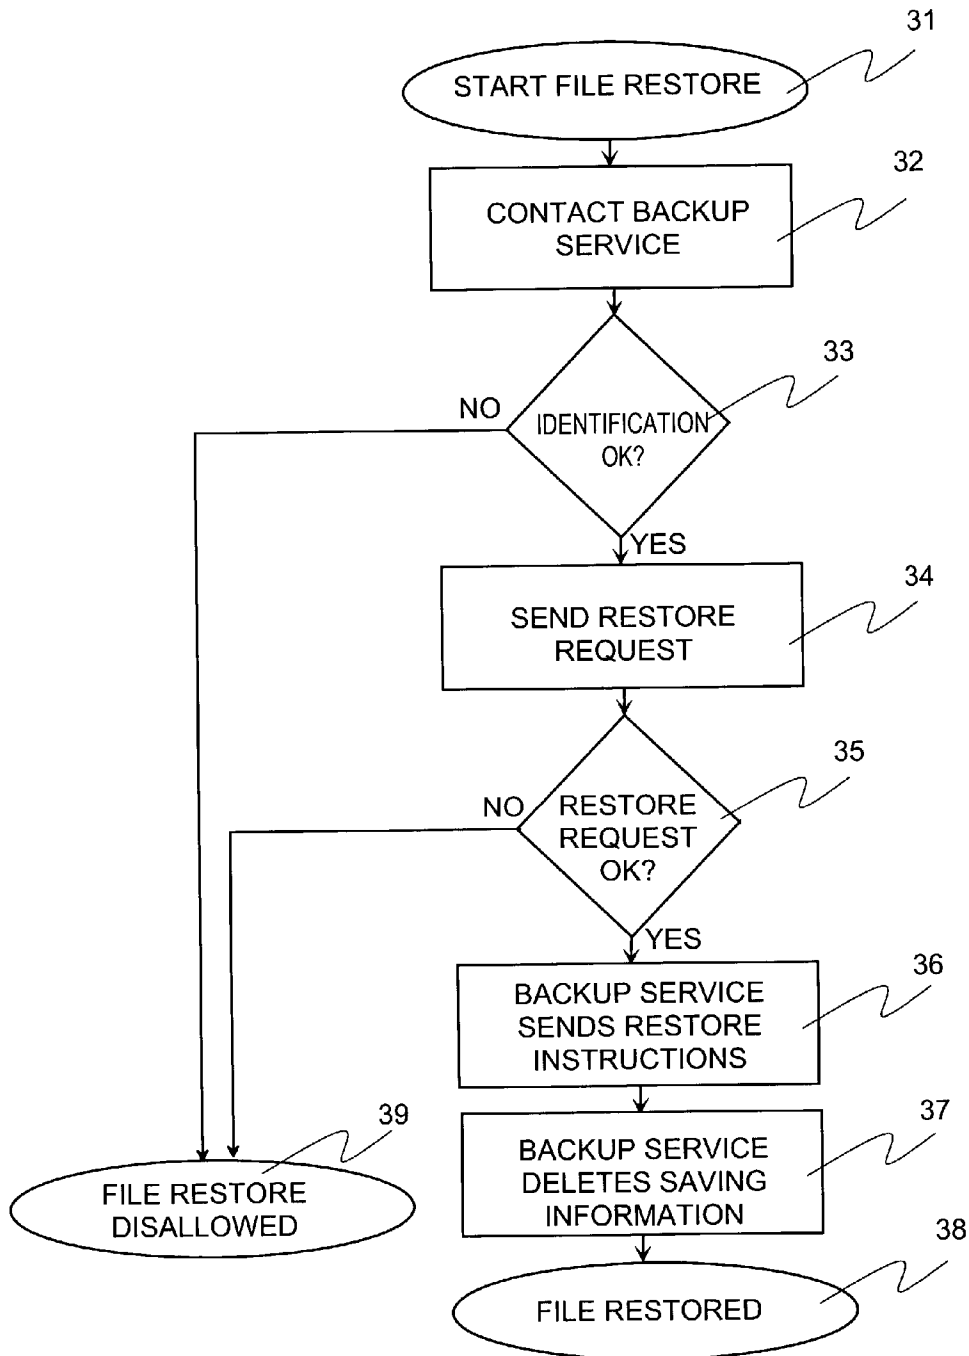 31
START FILE RESTORE
32
CONTACT BACKUP
SERVICE
33
NO
IDENTIFICATION
OK?
YES
34
SEND RESTORE
REQUEST
35
NO
RESTORE
REQUEST
OK?
YES
36
BACKUP SERVICE
SENDS RESTORE
INSTRUCTIONS
37
BACKUP SERVICE
DELETES SAVING
INFORMATION
39
FILE RESTORE
DISALLOWED
38
FILE RESTORED